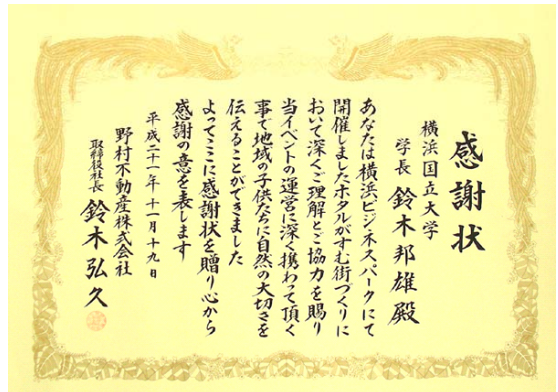 感謝状
横浜国立大学
学長 鈴木邦雄殿
あなたは横浜ビジネスパークにて
開催しましたホタルがすむ街づくりに
おいて深くご理解とご協力を賜り
当イベントの運営に深く携わって頂く
事で地域の子供たちに自然の大切さを
伝えることができました
よってここに感謝状を贈り心から
感謝の意を表します
平成二十一年十一月十九日
野村不動産株式会社
取締役社長 鈴木弘久